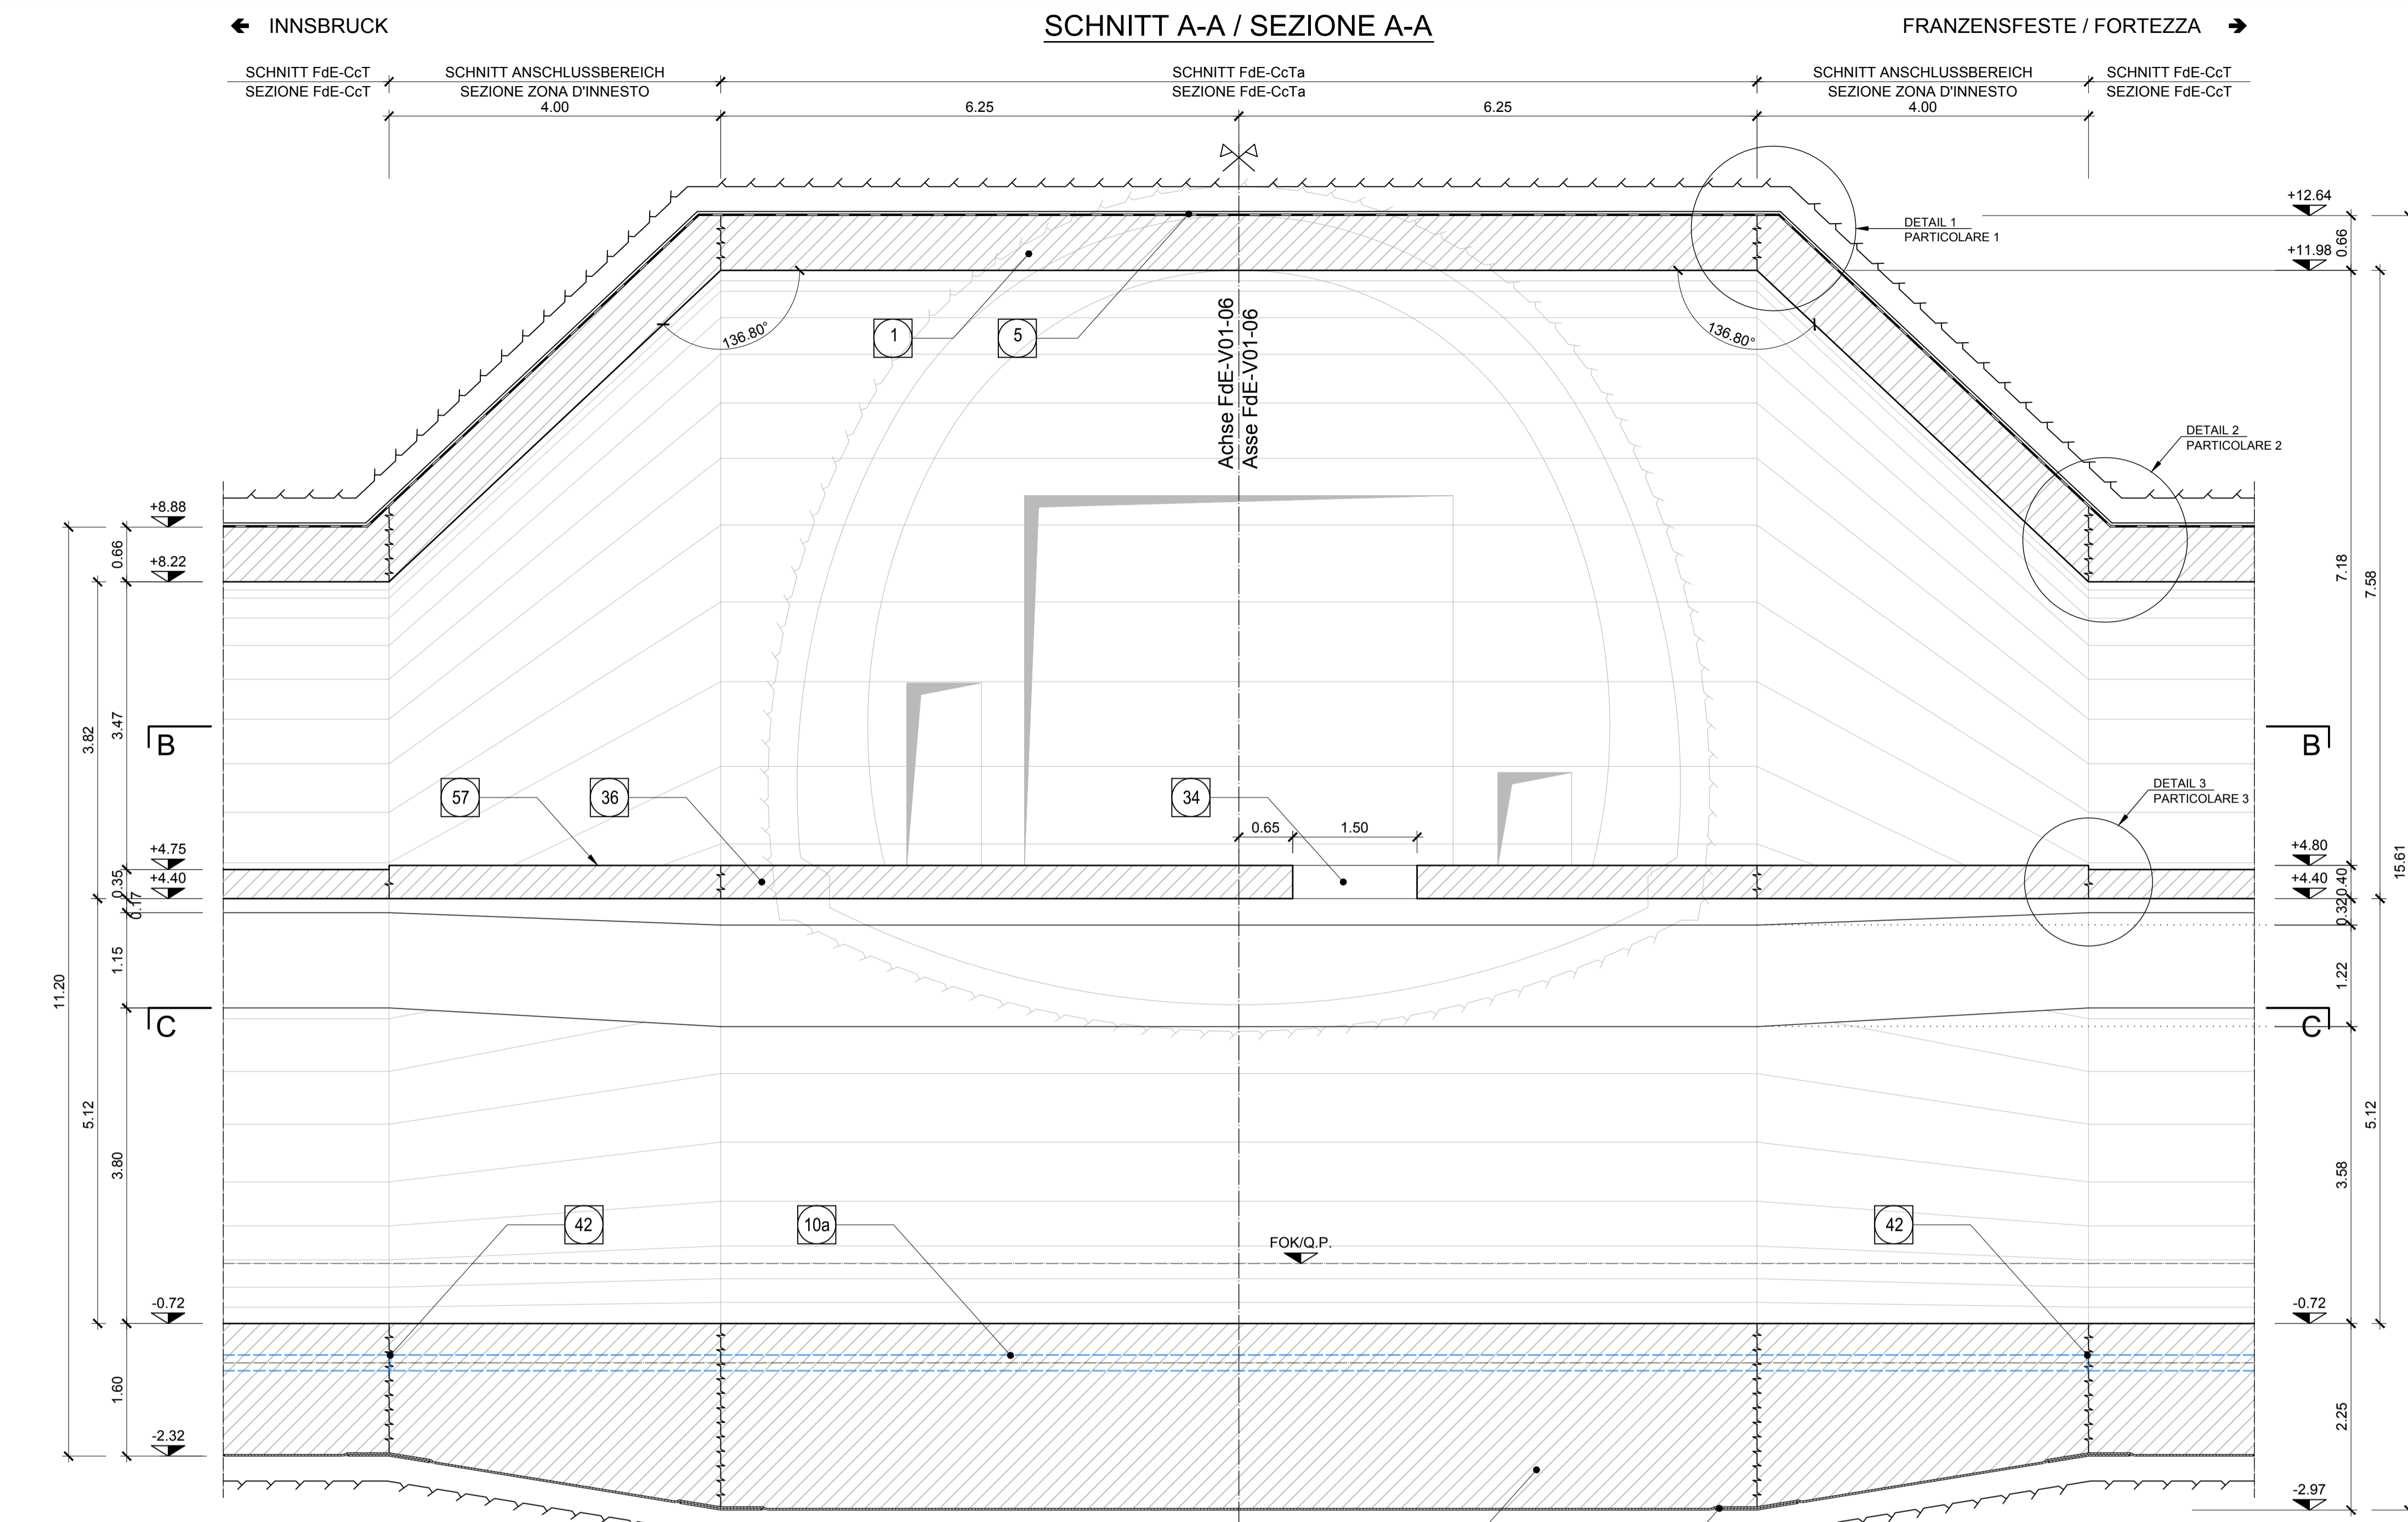 INNSBRUCK
SCHNITT A-A / SEZIONE A-A
FRANZENSFESTE / FORTEZZA
SCHNITT FdE-CcT
SEZIONE FdE-CcT
SCHNITT ANSCHLUSSBEREICH
SEZIONE ZONA D'INNESTO
SCHNITT FdE-CcTa
SEZIONE FdE-CcTa
SCHNITT ANSCHLUSSBEREICH
SEZIONE ZONA D'INNESTO
SCHNITT FdE-CcT
SEZIONE FdE-CcT
4.00
6.25
6.25
4.00
+12.64
0.66
+11.98
DETAIL 1
PARTICOLARE 1
136.80°
1
5
Achse FdE-V01-06
Asse FdE-V01-06
136.80°
DETAIL 2
PARTICOLARE 2
+8.88
0.66
+8.22
7.18
7.58
3.82
3.47
B
B
57
36
34
0.65
1.50
DETAIL 3
PARTICOLARE 3
+4.75
0.35
+4.40
0.17
+4.80
0.40
+4.40
0.32
15.61
1.15
1.22
11.20
C
C
5.12
3.80
3.58
5.12
42
10a
42
FOK/Q.P.
-0.72
-0.72
1.60
2.25
-2.32
-2.97